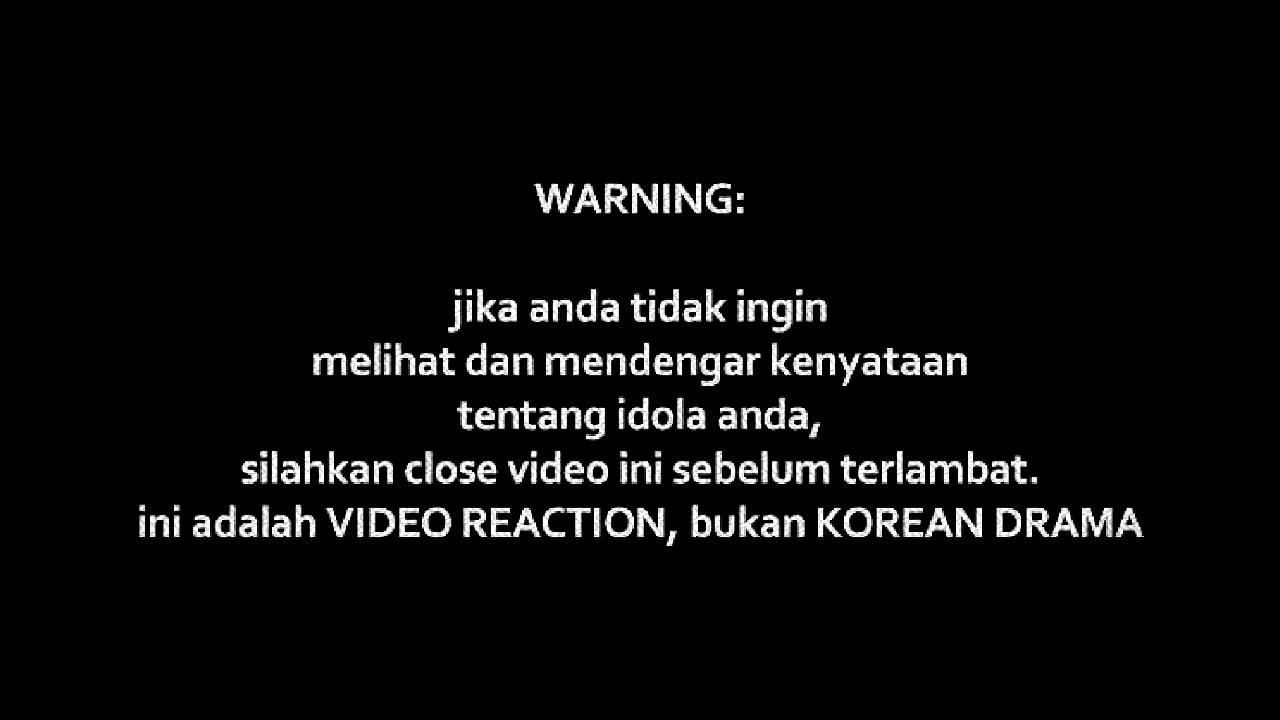 WARNING:
jika anda tidak ingin
melihat dan mendengar kenyataan
tentang idola anda,
silahkan close video ini sebelum terlambat.
ini adalah VIDEO REACTION, bukan KOREAN DRAMA